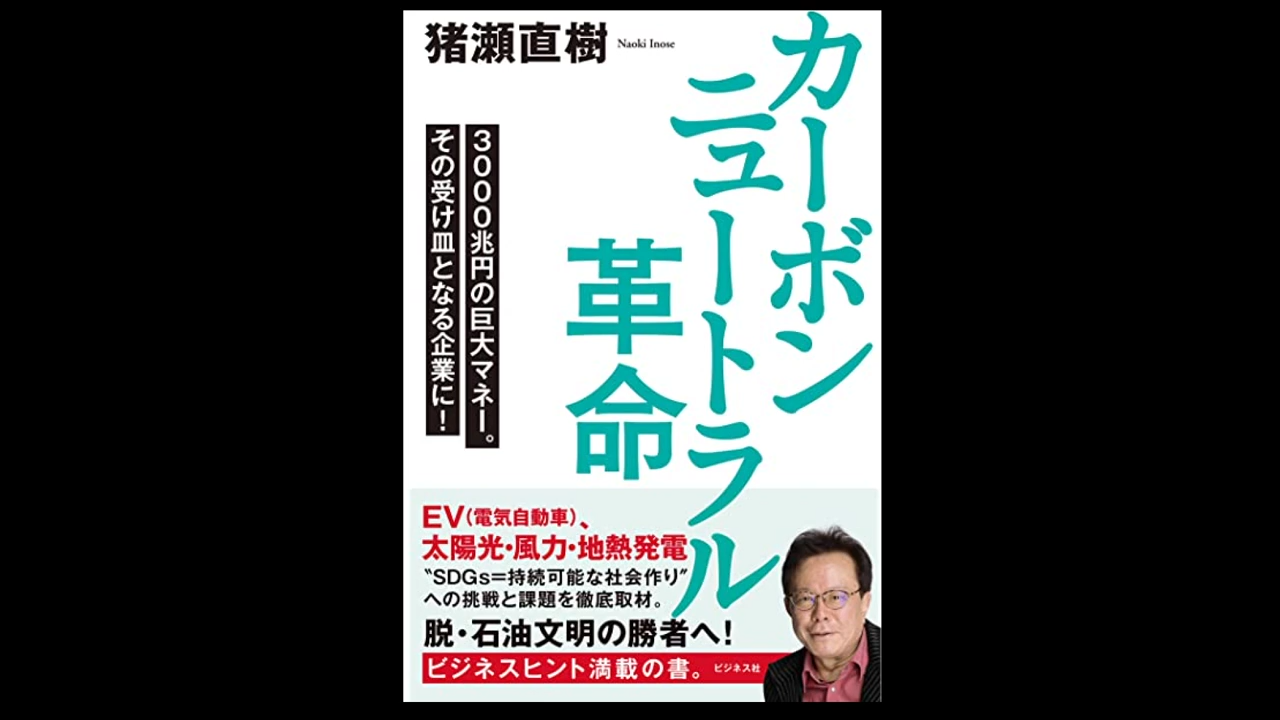 猪瀬直樹 Naoki Inose
カーボン
ニュートラル
革命
3000兆円の巨大マネー。
その受け皿となる企業に!
EV(電気自動車)、
太陽光・風力・地熱発電
“SDGs=持続可能な社会作り”
への挑戦と課題を徹底取材。
脱・石油文明の勝者へ!
ビジネスヒント満載の書。 ビジネス社